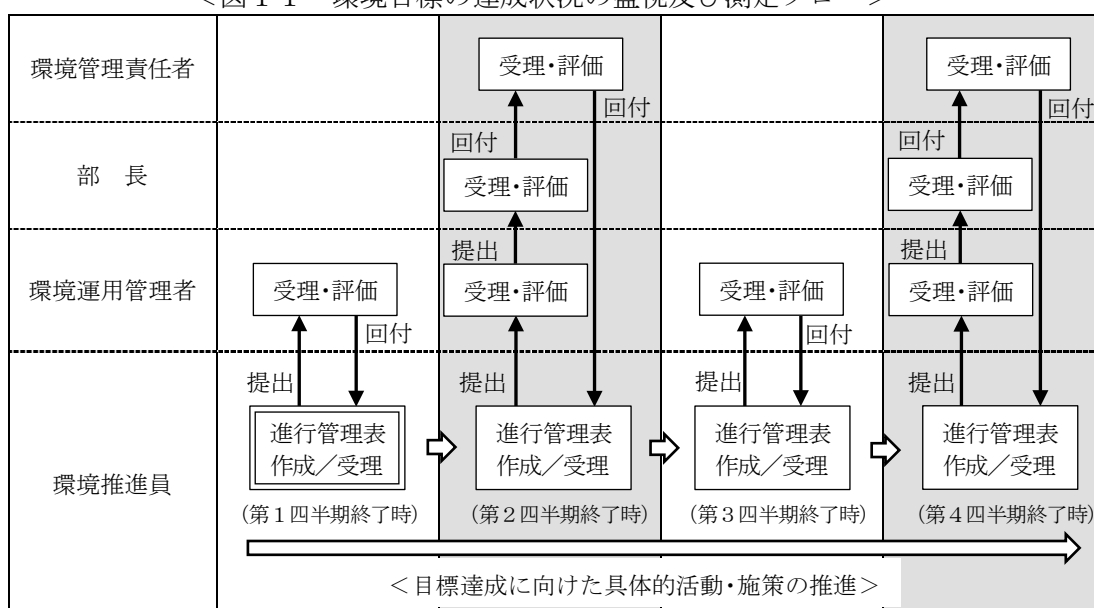 ＜図１１　環境目標の達成状況の監視及び測定フロー＞
環境管理責任者
受理・評価
受理・評価
回付
回付
部　長
回付
回付
受理・評価
受理・評価
環境運用管理者
提出
提出
受理・評価
受理・評価
受理・評価
受理・評価
回付
回付
環境推進員
提出
提出
提出
提出
進行管理表
作成／受理
進行管理表
作成／受理
進行管理表
作成／受理
進行管理表
作成／受理
(第１四半期終了時)
(第２四半期終了時)
(第３四半期終了時)
(第４四半期終了時)
＜目標達成に向けた具体的活動・施策の推進＞